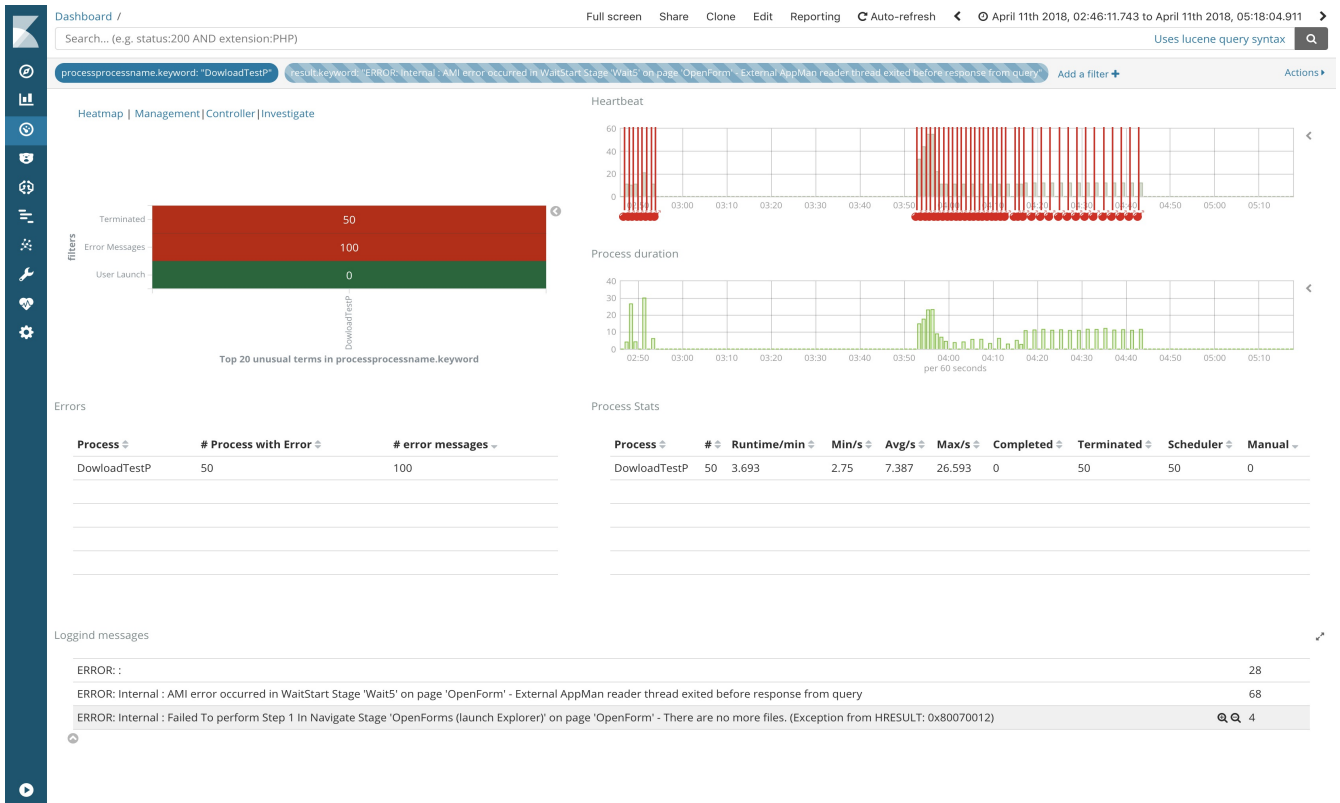 Dashboard /
Full screen Share Clone Edit Reporting Auto-refresh April 11th 2018, 02:46:11.743 to April 11th 2018, 05:18:04.911
Search... (e.g. status:200 AND extension:PHP)
Uses lucene query syntax
processprocessname.keyword: "DowloadTestP"
result.keyword: "ERROR: Internal : AMI error occurred in WaitStart Stage 'Wait5' on page 'OpenForm' - External AppMan reader thread exited before response from query"
Add a filter
Actions
Heatmap | Management|Controller|Investigate
filters
Terminated
50
Error Messages
100
User Launch
0
DowloadTestP
Top 20 unusual terms in processprocessname.keyword
Heartbeat
60
40
20
0
02:50 03:00 03:10 03:20 03:30 03:40 03:50 04:00 04:10 04:20 04:30 04:40 04:50 05:00 05:10
Process duration
40
30
20
10
0
02:50 03:00 03:10 03:20 03:30 03:40 03:50 04:00 04:10 04:20 04:30 04:40 04:50 05:00 05:10
per 60 seconds
Errors
Process # Process with Error # error messages
DowloadTestP 50 100
Process Stats
Process # Runtime/min Min/s Avg/s Max/s Completed Terminated Scheduler Manual
DowloadTestP 50 3.693 2.75 7.387 26.593 0 50 50 0
Loggind messages
ERROR: : 28
ERROR: Internal : AMI error occurred in WaitStart Stage 'Wait5' on page 'OpenForm' - External AppMan reader thread exited before response from query 68
ERROR: Internal : Failed To perform Step 1 In Navigate Stage 'OpenForms (launch Explorer)' on page 'OpenForm' - There are no more files. (Exception from HRESULT: 0x80070012) 4